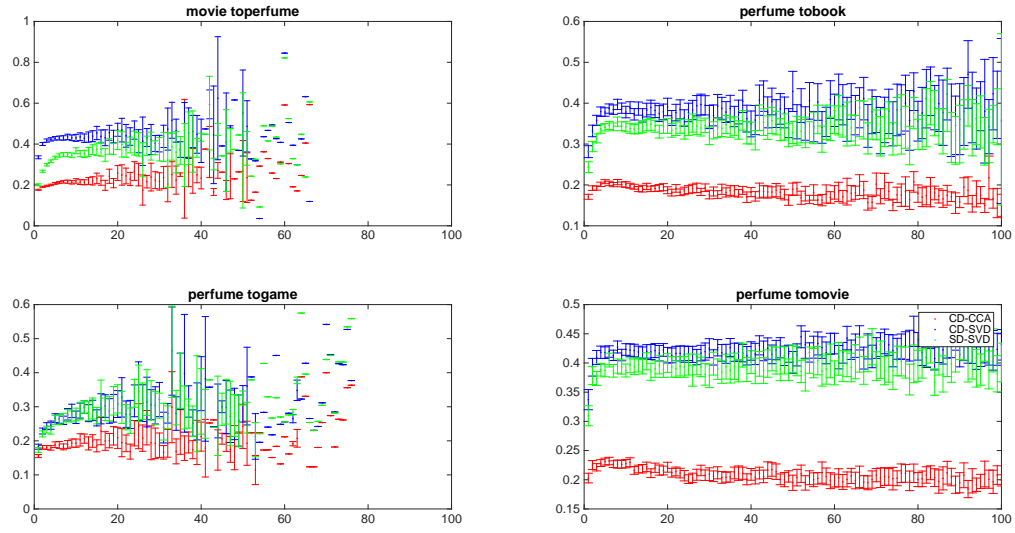 movie toperfume
1
0.8
0.6
0.4
0.2
0
0 20 40 60 80 100
perfume tobook
0.6
0.5
0.4
0.3
0.2
0.1
0 20 40 60 80 100
perfume togame
0.6
0.5
0.4
0.3
0.2
0.1
0
0 20 40 60 80 100
perfume tomovie
0.5
0.45
0.4
0.35
0.3
0.25
0.2
0.15
0 20 40 60 80 100
CD-CCA
CD-SVD
SD-SVD